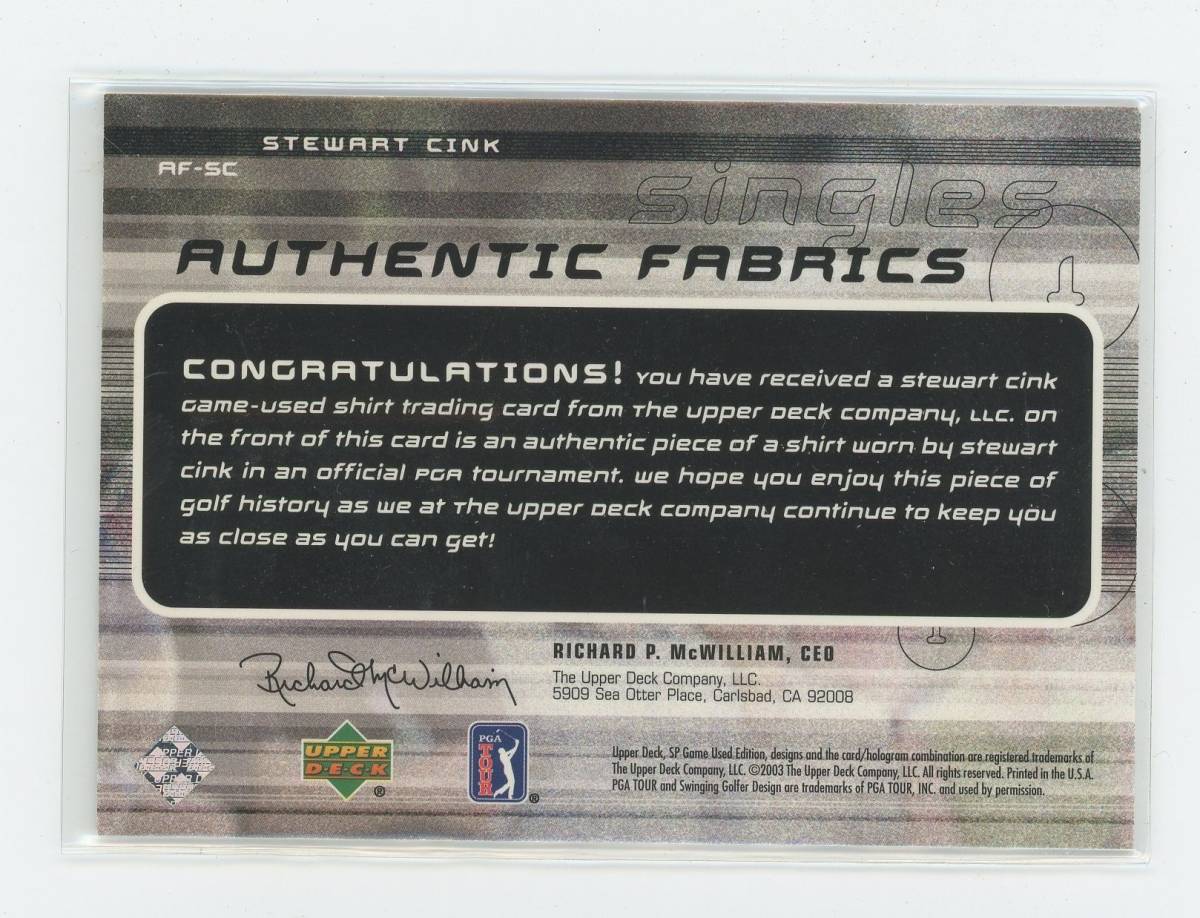 STEWART CINK
AF-SC
singles
AUTHENTIC FABRICS
CONGRATULATIONS! You have received a stewart cink
Game-used shirt trading card from The Upper Deck company, LLC. on
the front of this card is an authentic piece of a shirt worn by stewart
cink in an official PGA tournament. we hope you enjoy this piece of
golf history as we at The Upper Deck company continue to keep you
as close as you can get!
Richard McWilliam
RICHARD P. McWILLIAM, CEO
The Upper Deck Company, LLC.
5909 Sea Otter Place, Carlsbad, CA 92008
UPPER
D·E·C·K
®
PGA
TOUR
®
Upper Deck, SP Game Used Edition, designs and the card/hologram combination are registered trademarks of
The Upper Deck Company, LLC. ©2003 The Upper Deck Company, LLC. All rights reserved. Printed in the U.S.A.
PGA TOUR and Swinging Golfer Design are trademarks of PGA TOUR, INC. and used by permission.